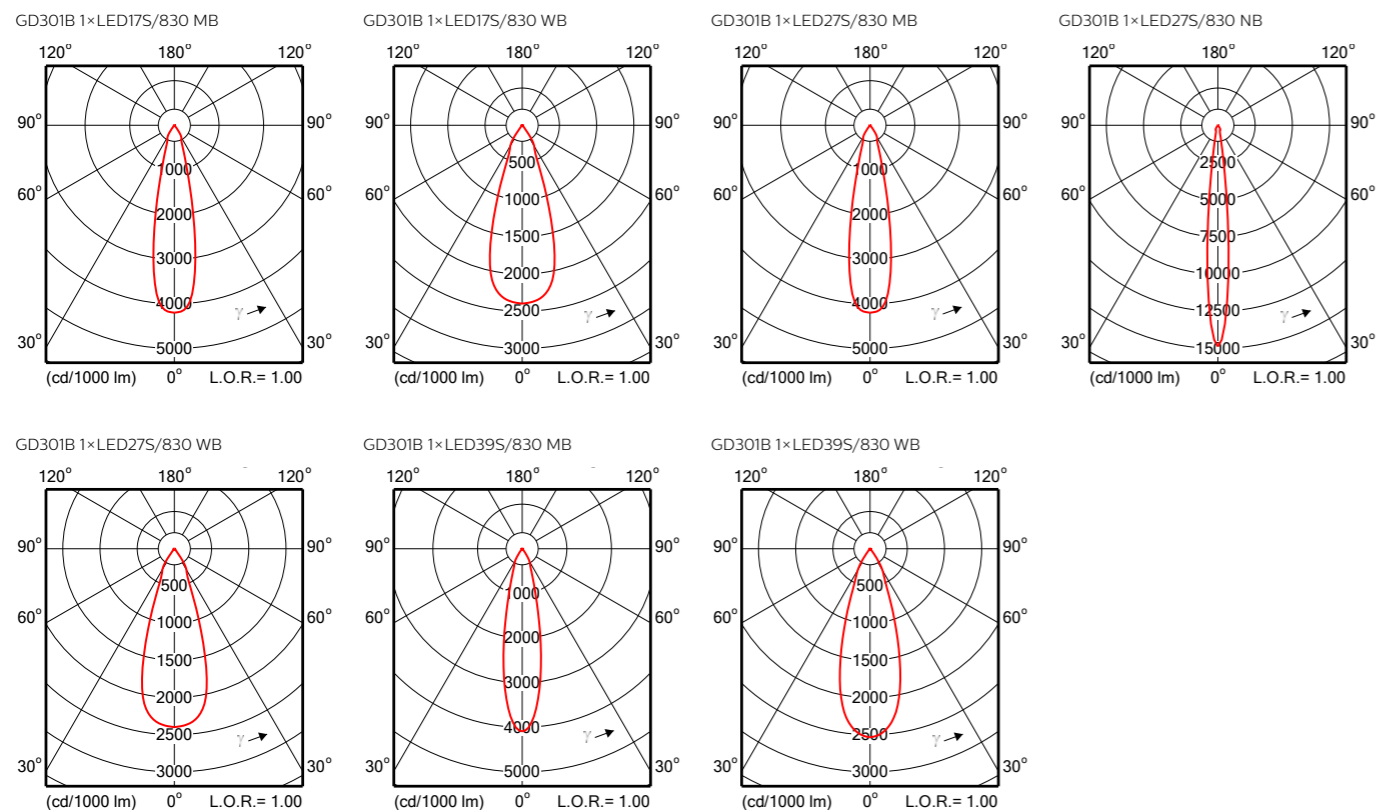 GD301B 1×LED17S/830 MB
120° 180° 120°
90° 90°
1000
60° 2000 60°
3000
4000
γ
30° 5000 30°
(cd/1000 lm) 0° L.O.R.= 1.00
GD301B 1×LED17S/830 WB
120° 180° 120°
90° 90°
500
1000
60° 60°
1500
2000
2500
γ
30° 3000 30°
(cd/1000 lm) 0° L.O.R.= 1.00
GD301B 1×LED27S/830 MB
120° 180° 120°
90° 90°
1000
60° 2000 60°
3000
4000
γ
30° 5000 30°
(cd/1000 lm) 0° L.O.R.= 1.00
GD301B 1×LED27S/830 NB
120° 180° 120°
90° 90°
2500
60° 5000 60°
7500
10000
12500
γ
30° 15000 30°
(cd/1000 lm) 0° L.O.R.= 1.00
GD301B 1×LED27S/830 WB
120° 180° 120°
90° 90°
500
60° 1000 60°
1500
2000
2500
γ
30° 3000 30°
(cd/1000 lm) 0° L.O.R.= 1.00
GD301B 1×LED39S/830 MB
120° 180° 120°
90° 90°
1000
60° 2000 60°
3000
4000
γ
30° 5000 30°
(cd/1000 lm) 0° L.O.R.= 1.00
GD301B 1×LED39S/830 WB
120° 180° 120°
90° 90°
500
60° 1000 60°
1500
2000
2500
γ
30° 3000 30°
(cd/1000 lm) 0° L.O.R.= 1.00